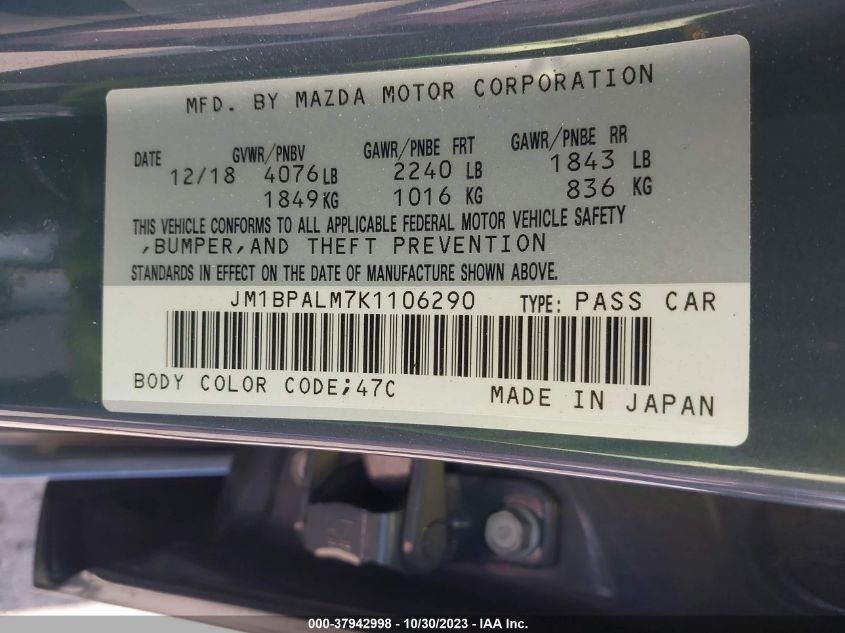 MFD. BY MAZDA MOTOR CORPORATION
DATE GVWR/PNBV GAWR/PNBE FRT GAWR/PNBE RR
12/18 4076LB 2240 LB 1843 LB
1849KG 1016 KG 836 KG
THIS VEHICLE CONFORMS TO ALL APPLICABLE FEDERAL MOTOR VEHICLE SAFETY
,BUMPER,AND THEFT PREVENTION
STANDARDS IN EFFECT ON THE DATE OF MANUFACTURE SHOWN ABOVE.
JM1BPALM7K1106290 TYPE: PASS CAR
BODY COLOR CODE;47C MADE IN JAPAN
000-37942998 - 10/30/2023 - IAA Inc.